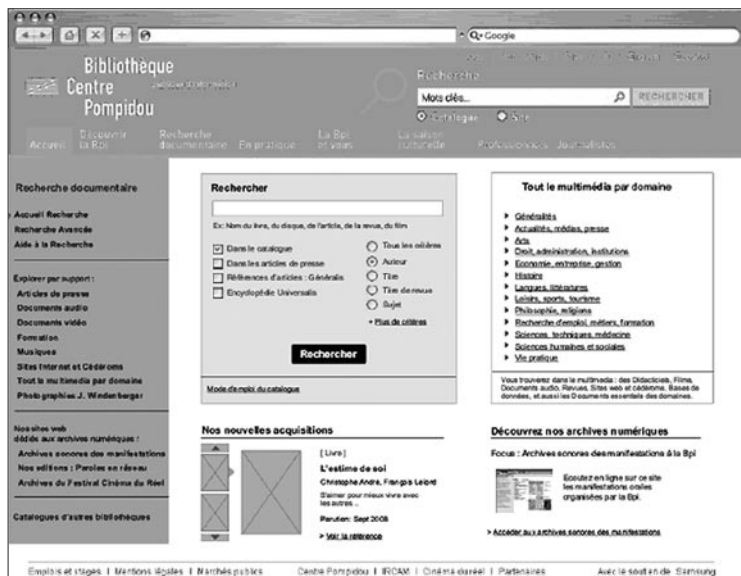 Google
Bibliothèque
Centre
Pompidou
Recherche
Mots clés...
RECHERCHER
Catalogue
Site
Accueil
Découvrir
la Bpi
Recherche
documentaire
En pratique
La Bpi
et vous
La saison
culturelle
Professionnels
Journalistes
Recherche documentaire
Accueil Recherche
Recherche Avancée
Aide à la Recherche
Explorer par support :
Articles de presse
Documents audio
Documents vidéo
Formation
Musiques
Sites Internet et Cédéroms
Tout le multimedia par domaine
Photographies J. Windenberger
Nos sites web
dédiés aux archives numériques :
Archives sonores des manifestations
Nos editions : Paroles en réseau
Archives du Festival Cinéma du Réel
Catalogues d'autres bibliothèques
Rechercher
Ex: Nom du livre, du disque, de l'article, de la revue, du film
Dans le catalogue
Dans les articles de presse
Références d'articles : Généralis
Encyclopédie Universalis
Tous les critères
Auteur
Titre
Titre de revue
Sujet
+ Plus de critères
Rechercher
Mode d'emploi du catalogue
Tout le multimédia par domaine
Généralités
Actualités, médias, presse
Arts
Droit, administration, institutions
Economie, entreprise, gestion
Histoire
Langues, littératures
Loisirs, sports, tourisme
Philosophie, religions
Recherche d'emploi, métiers, formation
Sciences, techniques, médecine
Sciences humaines et sociales
Vie pratique
Vous trouverez dans le multimedia : des Didacticiels, Films,
Documents audio, Revues, Sites web et cédéroms, Bases de
données, et aussi les Documents essentiels des domaines.
Nos nouvelles acquisitions
[ Livre ]
L'estime de soi
Christophe André, François Lelord
S'aimer pour mieux vivre avec
les autres ...
Parution: Sept 2008
> Voir la référence
Découvrez nos archives numériques
Focus : Archives sonores des manifestations à la Bpi
Ecoutez en ligne sur ce site
les manifestations orales
organisées par la Bpi.
> Accéder aux archives sonores des manifestations
Emplois et stages | Mentions légales | Marchés publics
Centre Pompidou | IRCAM | Cinéma du réel | Partenaires
Avec le soutien de Samsung